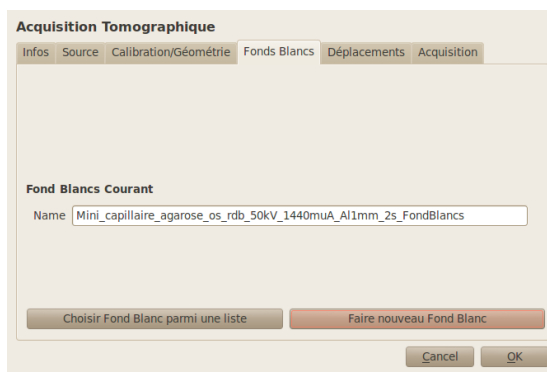 Acquisition Tomographique
Infos Source Calibration/Géométrie Fonds Blancs Déplacements Acquisition
Fond Blancs Courant
Name Mini_capillaire_agarose_os_rdb_50kV_1440muA_Al1mm_2s_FondBlancs
Choisir Fond Blanc parmi une liste Faire nouveau Fond Blanc
Cancel OK